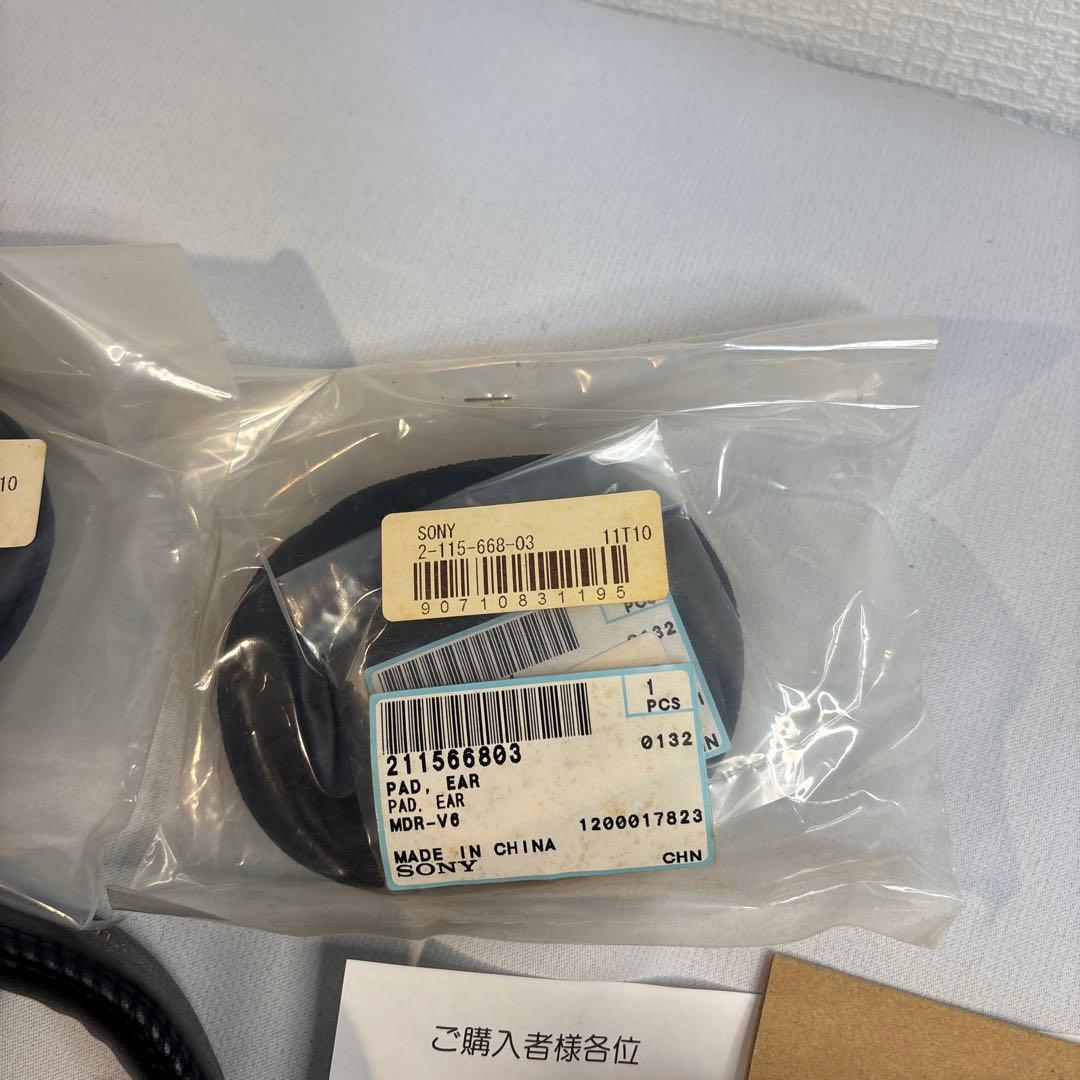 10
SONY
2-115-668-03 11T10
90710831195
PCS
0132
1 PCS
211566803 0132
PAD, EAR
PAD, EAR
MDR-V6 1200017823
MADE IN CHINA
SONY CHN
ご購入者様各位